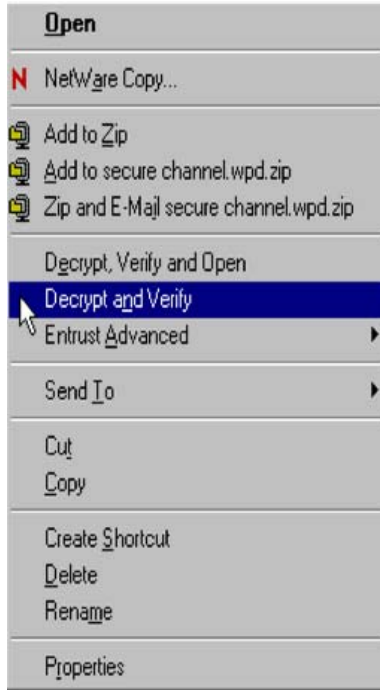 Open
NetWare Copy...
Add to Zip
Add to secure channel.wpd.zip
Zip and E-Mail secure channel.wpd.zip
Decrypt, Verify and Open
Decrypt and Verify
Entrust Advanced
Send To
Cut
Copy
Create Shortcut
Delete
Rename
Properties